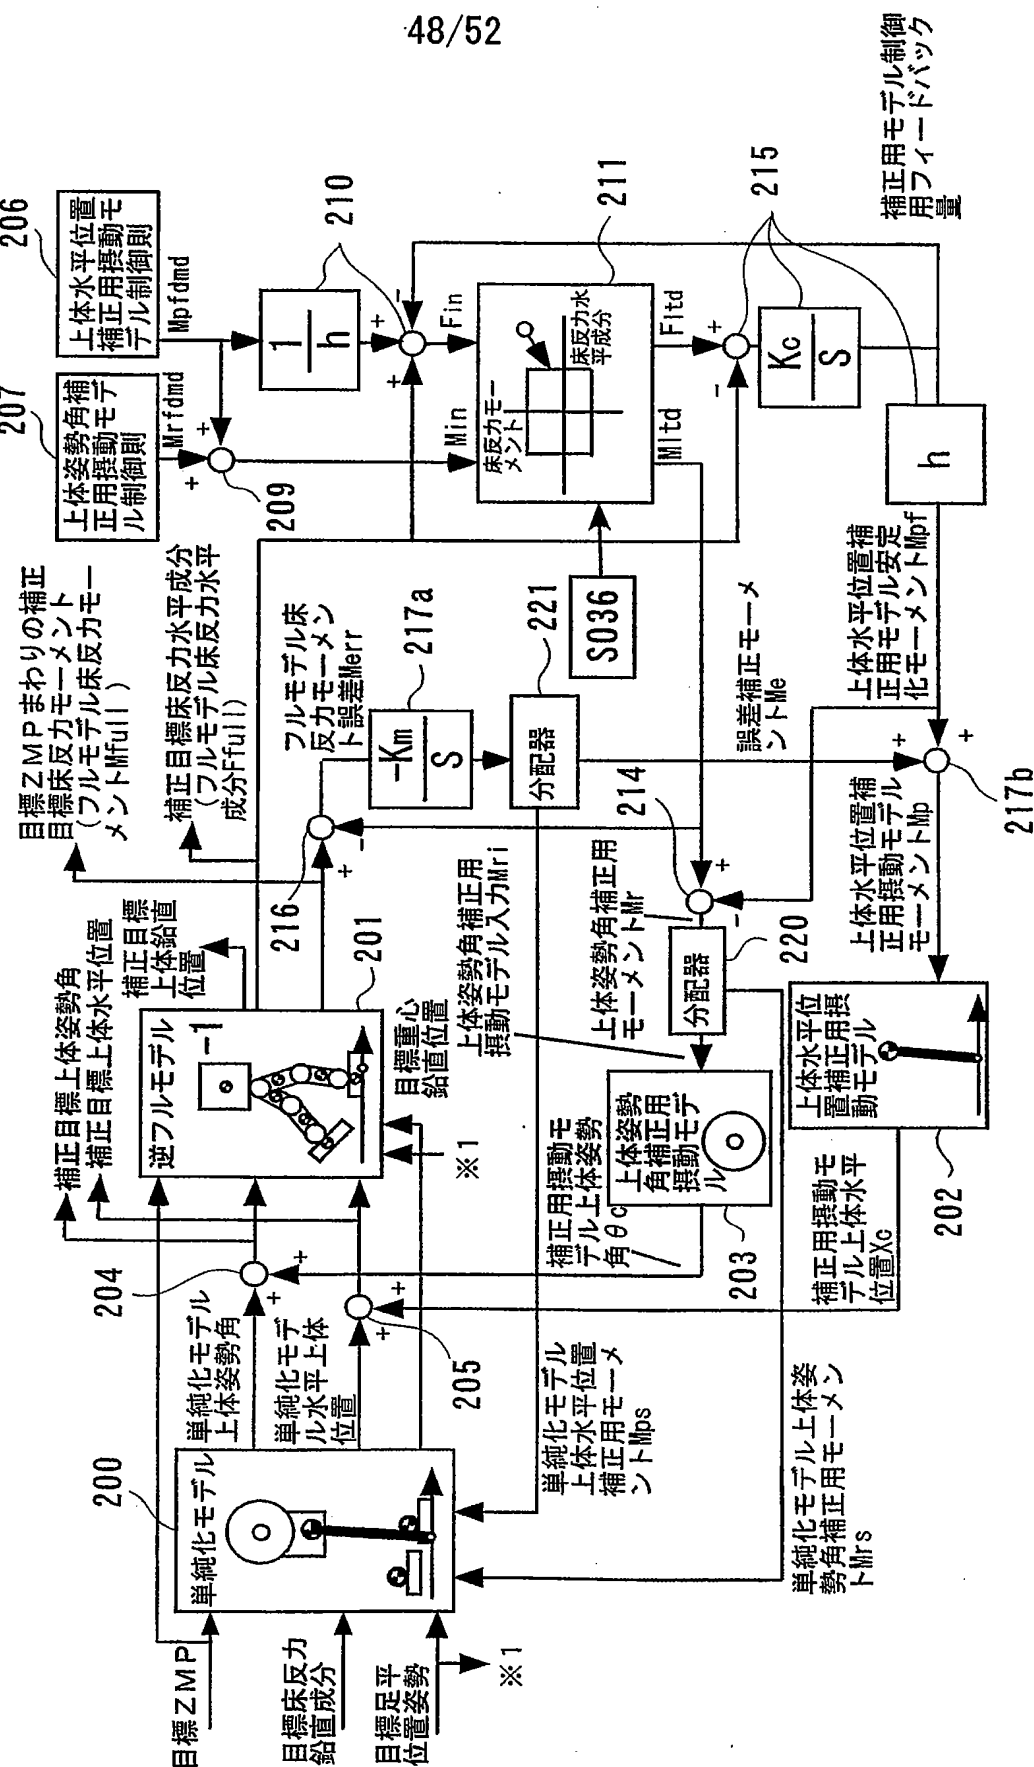 48/52
206
上体水平位置
補正用摂動モ
デル制御則
Mpfdmd
207
上体姿勢角補
正用摂動モデ
ル制御則
Mrfdmd
+
+
209
1
h
210
+
-
+
Fin
Min
床反力モー
メント
床反力水
平成分
211
Fltd
Mltd
S036
+
-
215
Kc
S
h
補正用モデル制御
用フィードバック
量
目標ZMPまわりの補正
目標床反力モーメント
(フルモデル床反力モー
メントMfull)
補正目標床反力水平成分
(フルモデル床反力水平
成分Ffull)
フルモデル床
反力モーメン
ト誤差Merr
217a
-Km
S
221
分配器
216
+
-
誤差補正モーメ
ントMe
上体水平位置補
正用モデル安定
化モーメントMpf
+
+
217b
上体水平位置補
正用摂動モデル
モーメントMp
214
+
-
上体姿勢角補正用
モーメントMr
上体姿勢角補正用
摂動モデル入力Mri
220
分配器
補正目標上体姿勢角
補正目標上体水平位置
補正目標
上体鉛直
位置
201
逆フルモデル
-1
目標重心
鉛直位置
※1
上体姿勢
角補正用
摂動モデ
ル
203
補正用摂動モ
デル上体姿勢
角θc
上体水平位
置補正用摂
動モデル
202
補正用摂動モ
デル上体水平
位置Xc
204
+
+
205
+
+
単純化モデル
上体姿勢角
単純化モデ
ル水平上体
位置
200
単純化モデル
単純化モデル
上体水平位置
補正用モーメ
ントMps
単純化モデル上体姿
勢角補正用モーメン
トMrs
目標ZMP
目標床反力
鉛直成分
目標足平
位置姿勢
※1